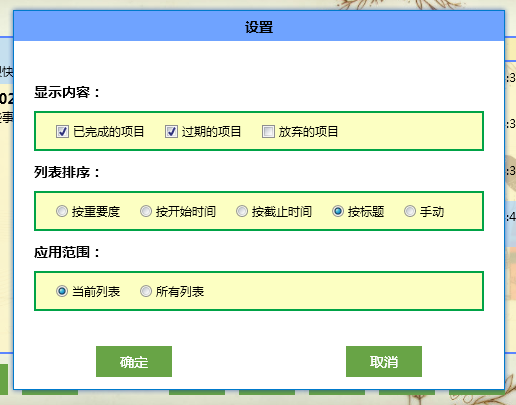 设置
显示内容：
已完成的项目 过期的项目 放弃的项目
列表排序：
按重要度 按开始时间 按截止时间 按标题 手动
应用范围：
当前列表 所有列表
确定 取消